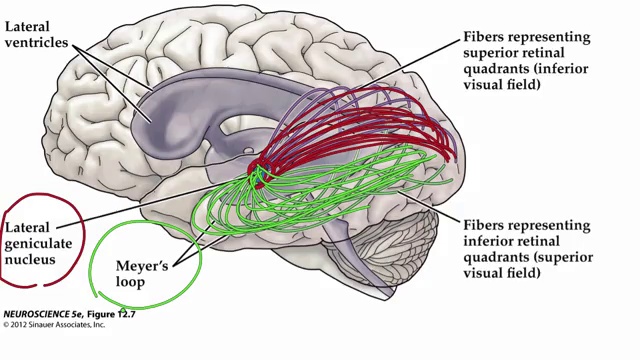 Lateral
ventricles
Fibers representing
superior retinal
quadrants (inferior
visual field)
Lateral
geniculate
nucleus
Meyer's
loop
Fibers representing
inferior retinal
quadrants (superior
visual field)
NEUROSCIENCE 5e, Figure 12.7
© 2012 Sinauer Associates, Inc.